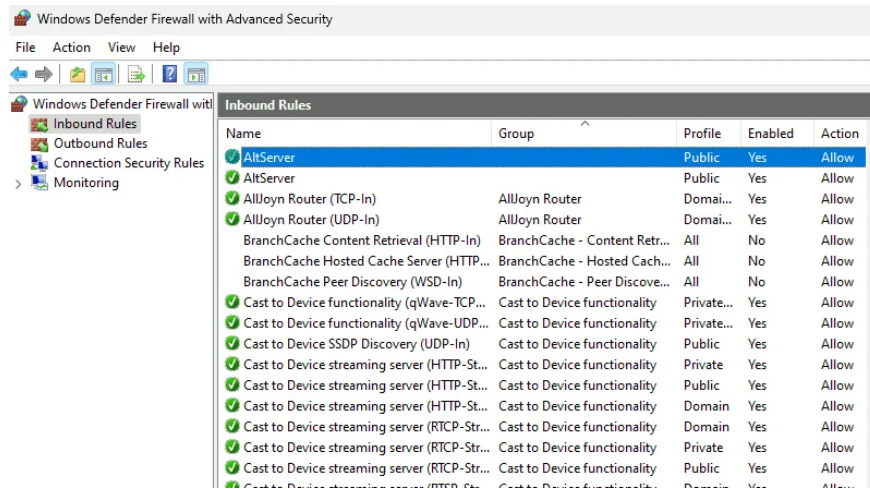 Windows Defender Firewall with Advanced Security
File Action View Help
Windows Defender Firewall witl
Inbound Rules
Outbound Rules
Connection Security Rules
Monitoring
Inbound Rules
Name Group Profile Enabled Action
AltServer Public Yes Allow
AltServer Public Yes Allow
AllJoyn Router (TCP-In) AllJoyn Router Domai... Yes Allow
AllJoyn Router (UDP-In) AllJoyn Router Domai... Yes Allow
BranchCache Content Retrieval (HTTP-In) BranchCache - Content Retr... All No Allow
BranchCache Hosted Cache Server (HTTP... BranchCache - Hosted Cach... All No Allow
BranchCache Peer Discovery (WSD-In) BranchCache - Peer Discove... All No Allow
Cast to Device functionality (qWave-TCP... Cast to Device functionality Private... Yes Allow
Cast to Device functionality (qWave-UDP... Cast to Device functionality Private... Yes Allow
Cast to Device SSDP Discovery (UDP-In) Cast to Device functionality Public Yes Allow
Cast to Device streaming server (HTTP-St... Cast to Device functionality Private Yes Allow
Cast to Device streaming server (HTTP-St... Cast to Device functionality Public Yes Allow
Cast to Device streaming server (HTTP-St... Cast to Device functionality Domain Yes Allow
Cast to Device streaming server (RTCP-Str... Cast to Device functionality Domain Yes Allow
Cast to Device streaming server (RTCP-Str... Cast to Device functionality Private Yes Allow
Cast to Device streaming server (RTCP-Str... Cast to Device functionality Public Yes Allow